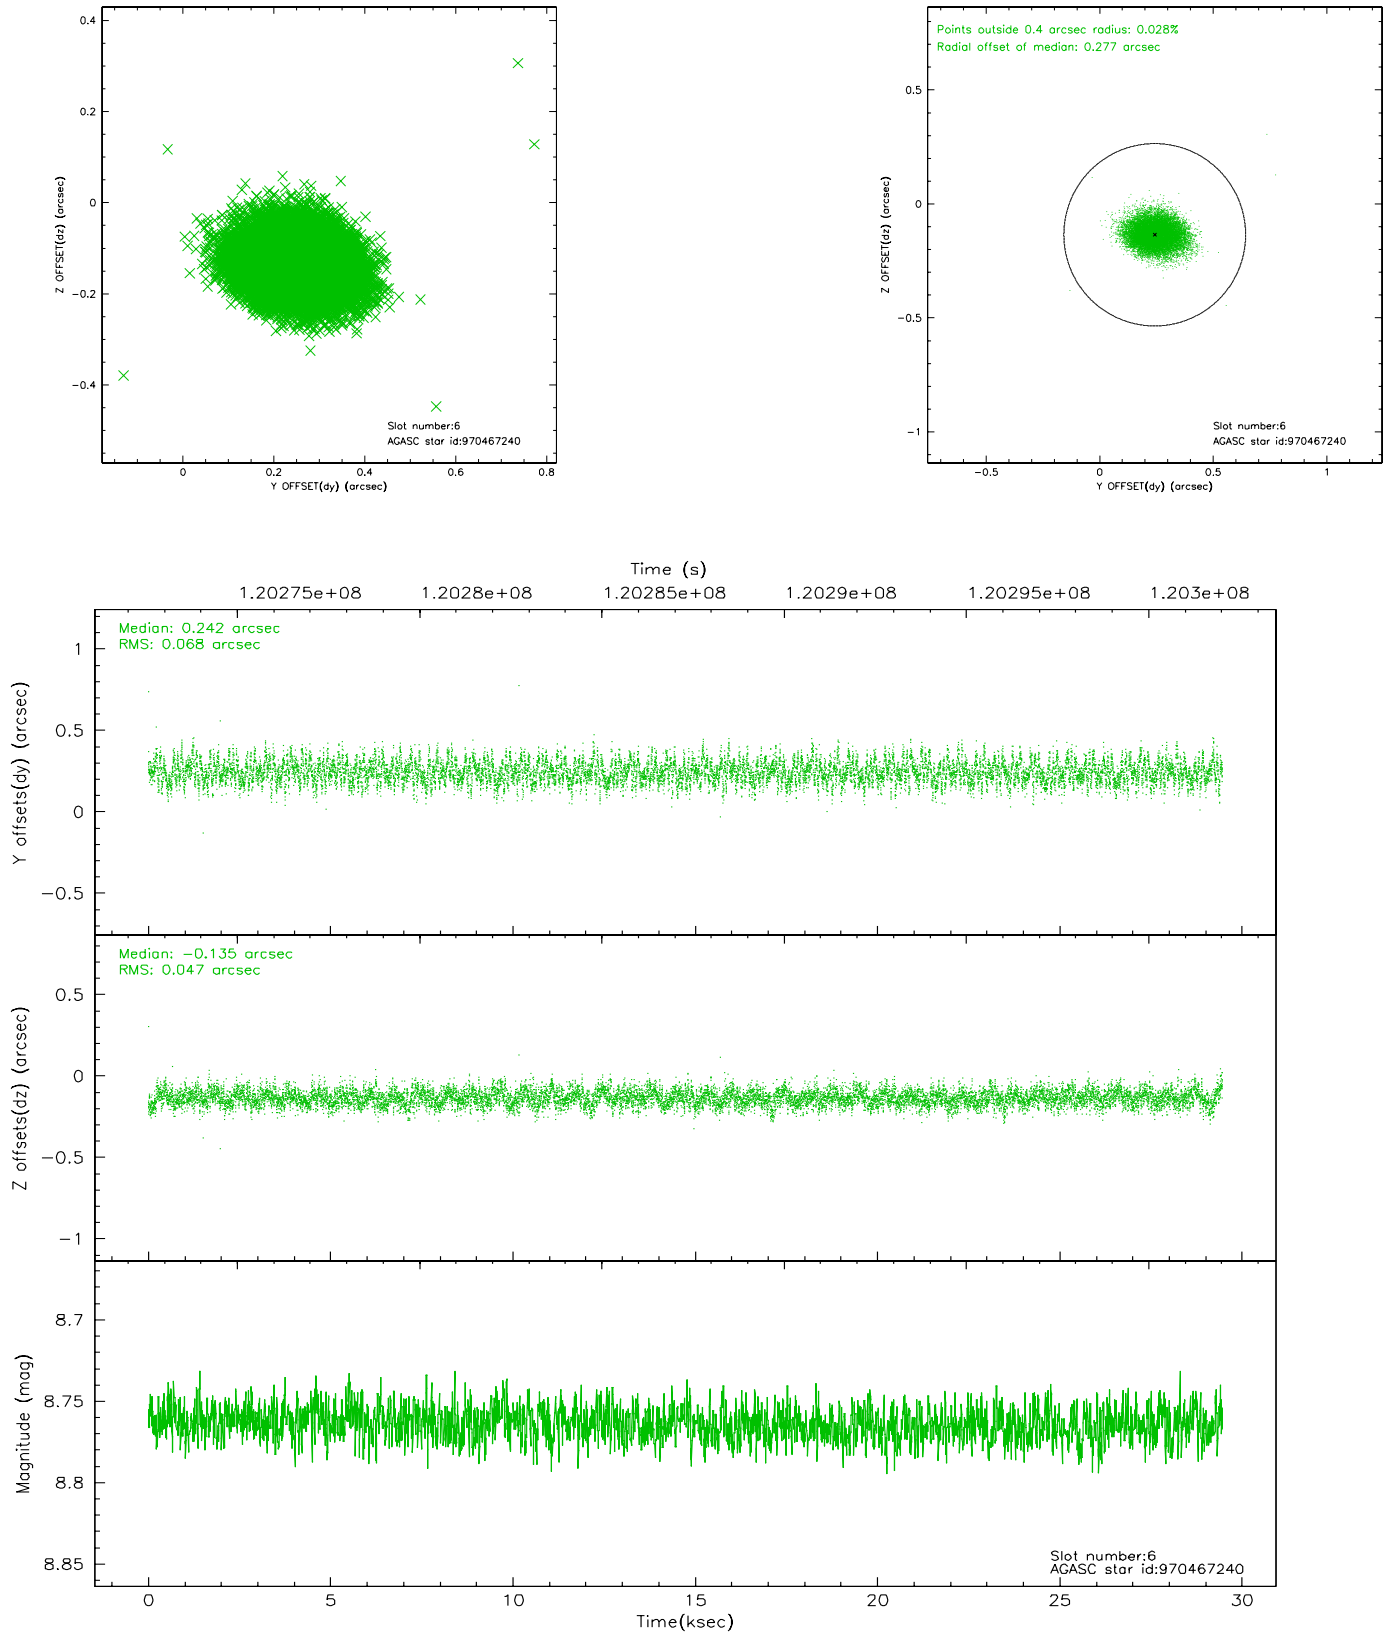 0.4
0.2
0
−0.2
−0.4
Z OFFSET(dz) (arcsec)
Slot number:6
AGASC star id:970467240
0 0.2 0.4 0.6 0.8
Y OFFSET(dy) (arcsec)
Points outside 0.4 arcsec radius: 0.028%
Radial offset of median: 0.277 arcsec
0.5
0
−0.5
−1
Z OFFSET(dz) (arcsec)
Slot number:6
AGASC star id:970467240
−0.5 0 0.5 1
Y OFFSET(dy) (arcsec)
Time (s)
1.20275e+08 1.2028e+08 1.20285e+08 1.2029e+08 1.20295e+08 1.203e+08
Median: 0.242 arcsec
RMS: 0.068 arcsec
1
0.5
0
−0.5
Y offsets(dy) (arcsec)
Median: −0.135 arcsec
RMS: 0.047 arcsec
0.5
0
−0.5
−1
Z offsets(dz) (arcsec)
8.7
8.75
8.8
8.85
Magnitude (mag)
Slot number:6
AGASC star id:970467240
0 5 10 15 20 25 30
Time(ksec)